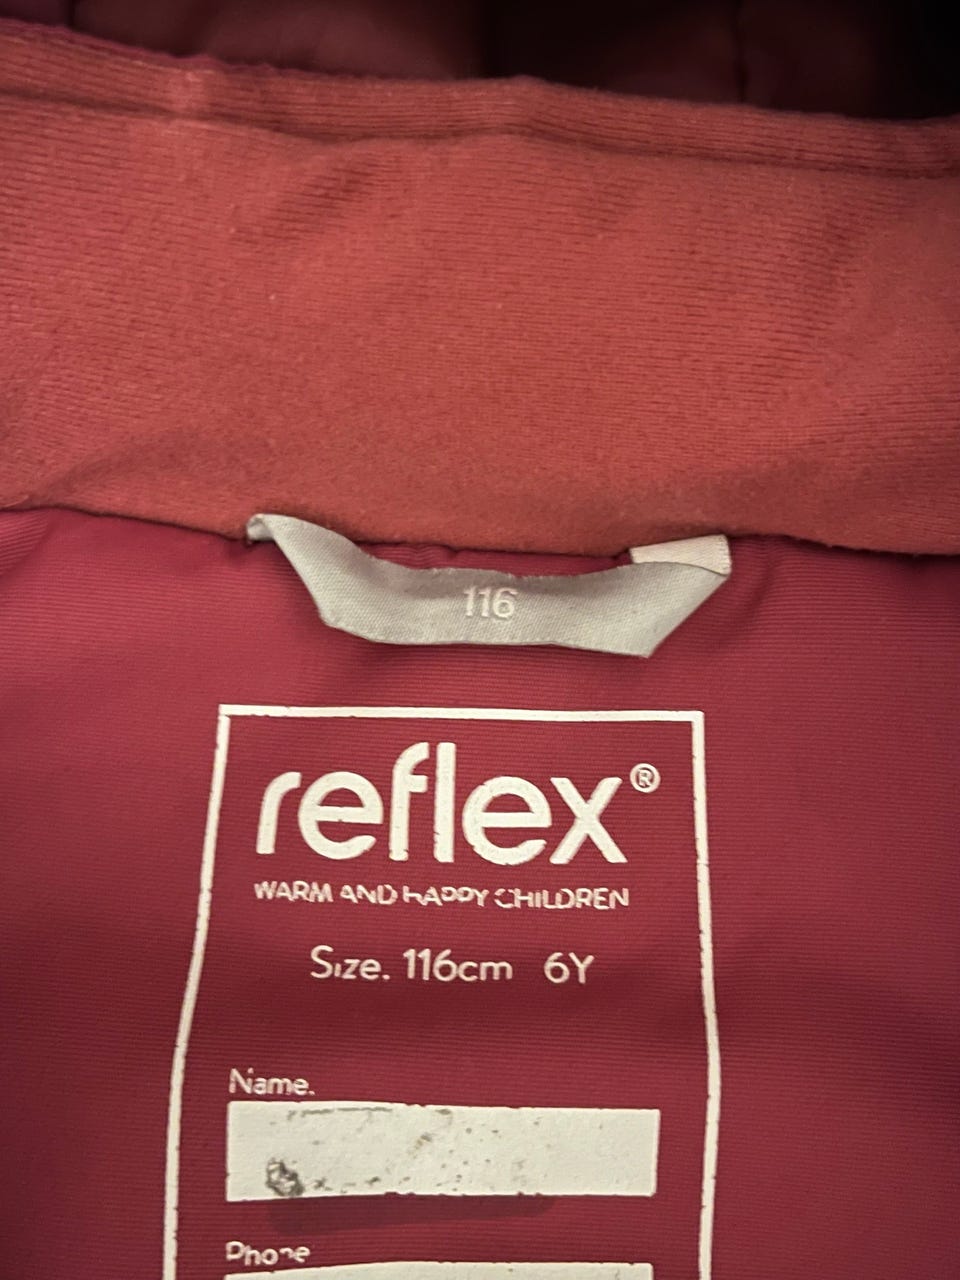 116
reflex®
WARM AND HAPPY CHILDREN
Size. 116cm 6Y
Name.
Phone